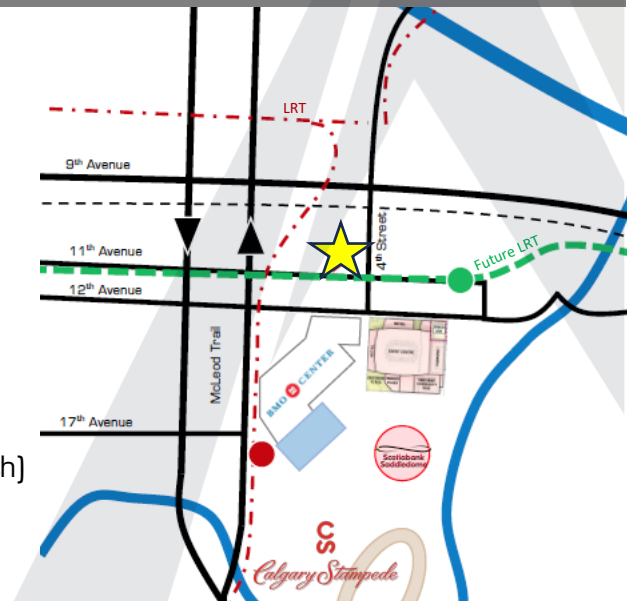 LRT
9th Avenue
4th Street
11th Avenue
Future LRT
12th Avenue
McLeod Trail
BMO CENTER
17th Avenue
h)
Scotiabank
Saddledome
CS
Calgary Stampede